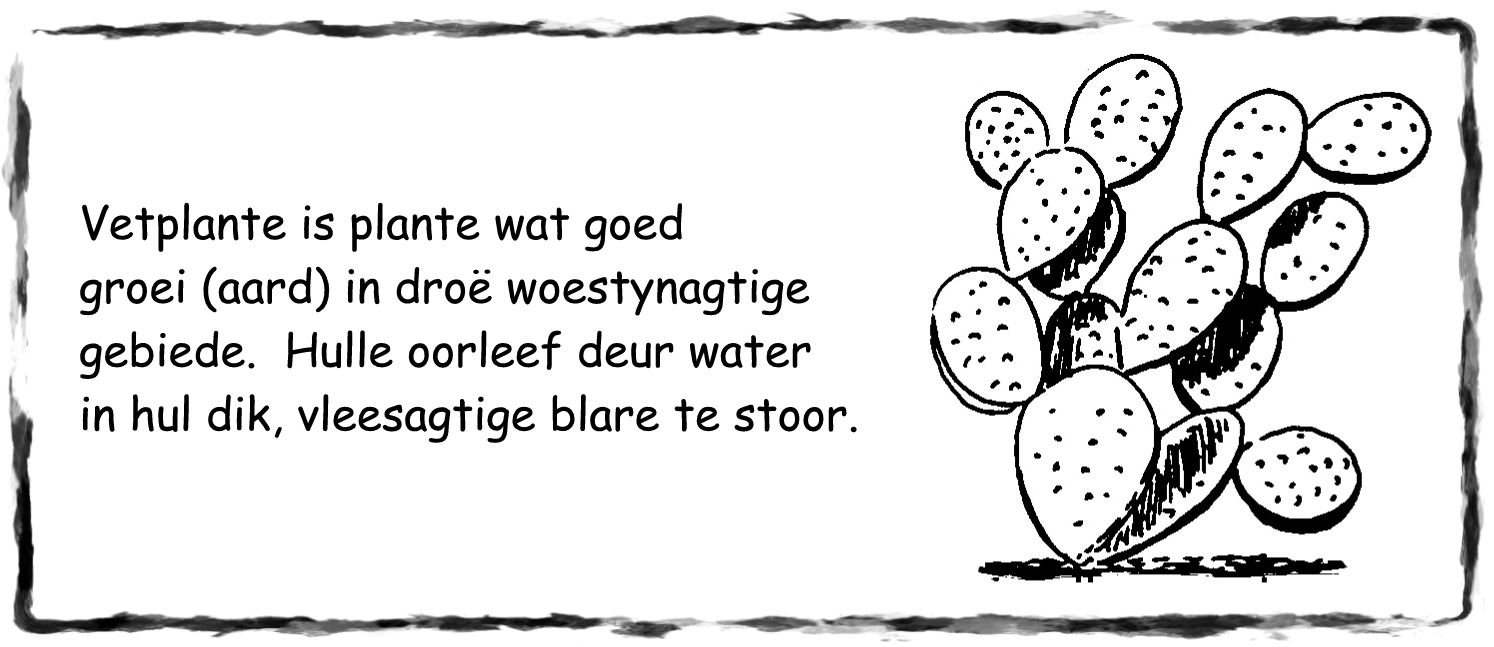 Vetplante is plante wat goed
groei (aard) in droë woestynagtige
gebiede.  Hulle oorleef deur water
in hul dik, vleesagtige blare te stoor.